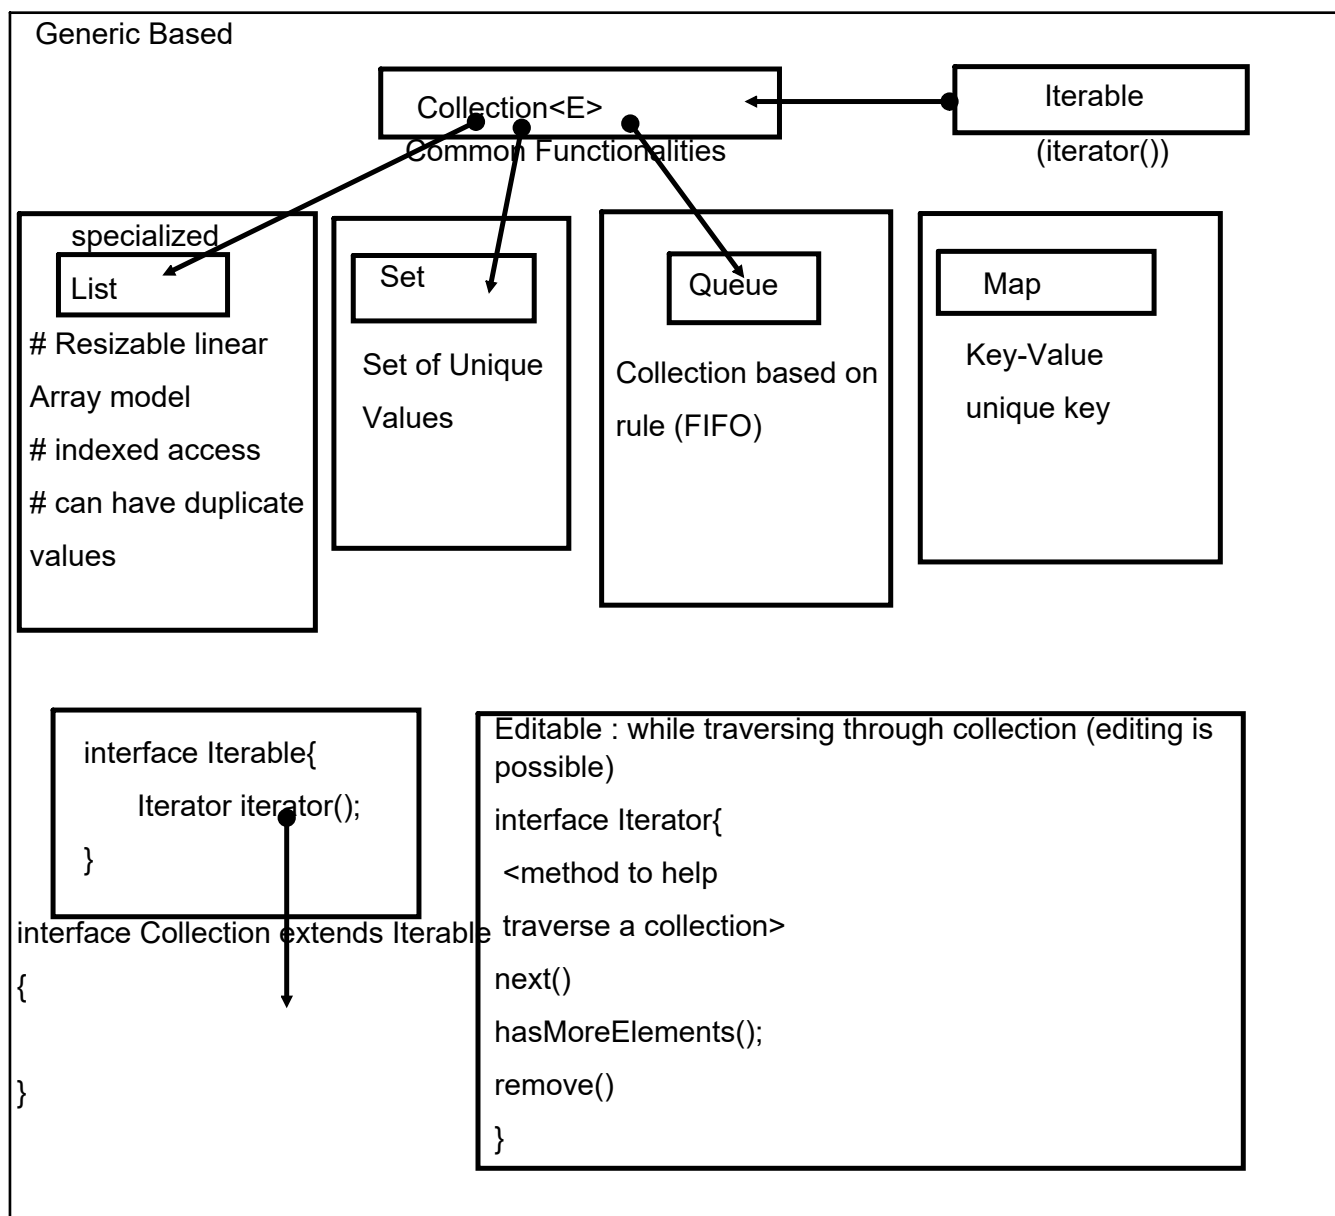 Generic Based
Collection<E>
Iterable
Common Functionalities
(iterator())
specialized
List
# Resizable linear
Array model
# indexed access
# can have duplicate
values
Set
Set of Unique
Values
Queue
Collection based on
rule (FIFO)
Map
Key-Value
unique key
interface Iterable{
Iterator iterator();
}
interface Collection extends Iterable
{
}
Editable : while traversing through collection (editing is
possible)
interface Iterator{
<method to help
traverse a collection>
next()
hasMoreElements();
remove()
}